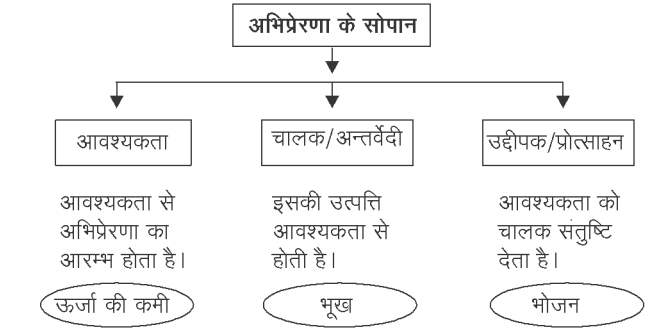 अभिप्रेरणा के सोपान
आवश्यकता
चालक/अन्तर्वेदी
उद्दीपक/प्रोत्साहन
आवश्यकता से
अभिप्रेरणा का
आरम्भ होता है।
ऊर्जा की कमी
इसकी उत्पत्ति
आवश्यकता से
होती है।
भूख
आवश्यकता को
चालक संतुष्टि
देता है।
भोजन